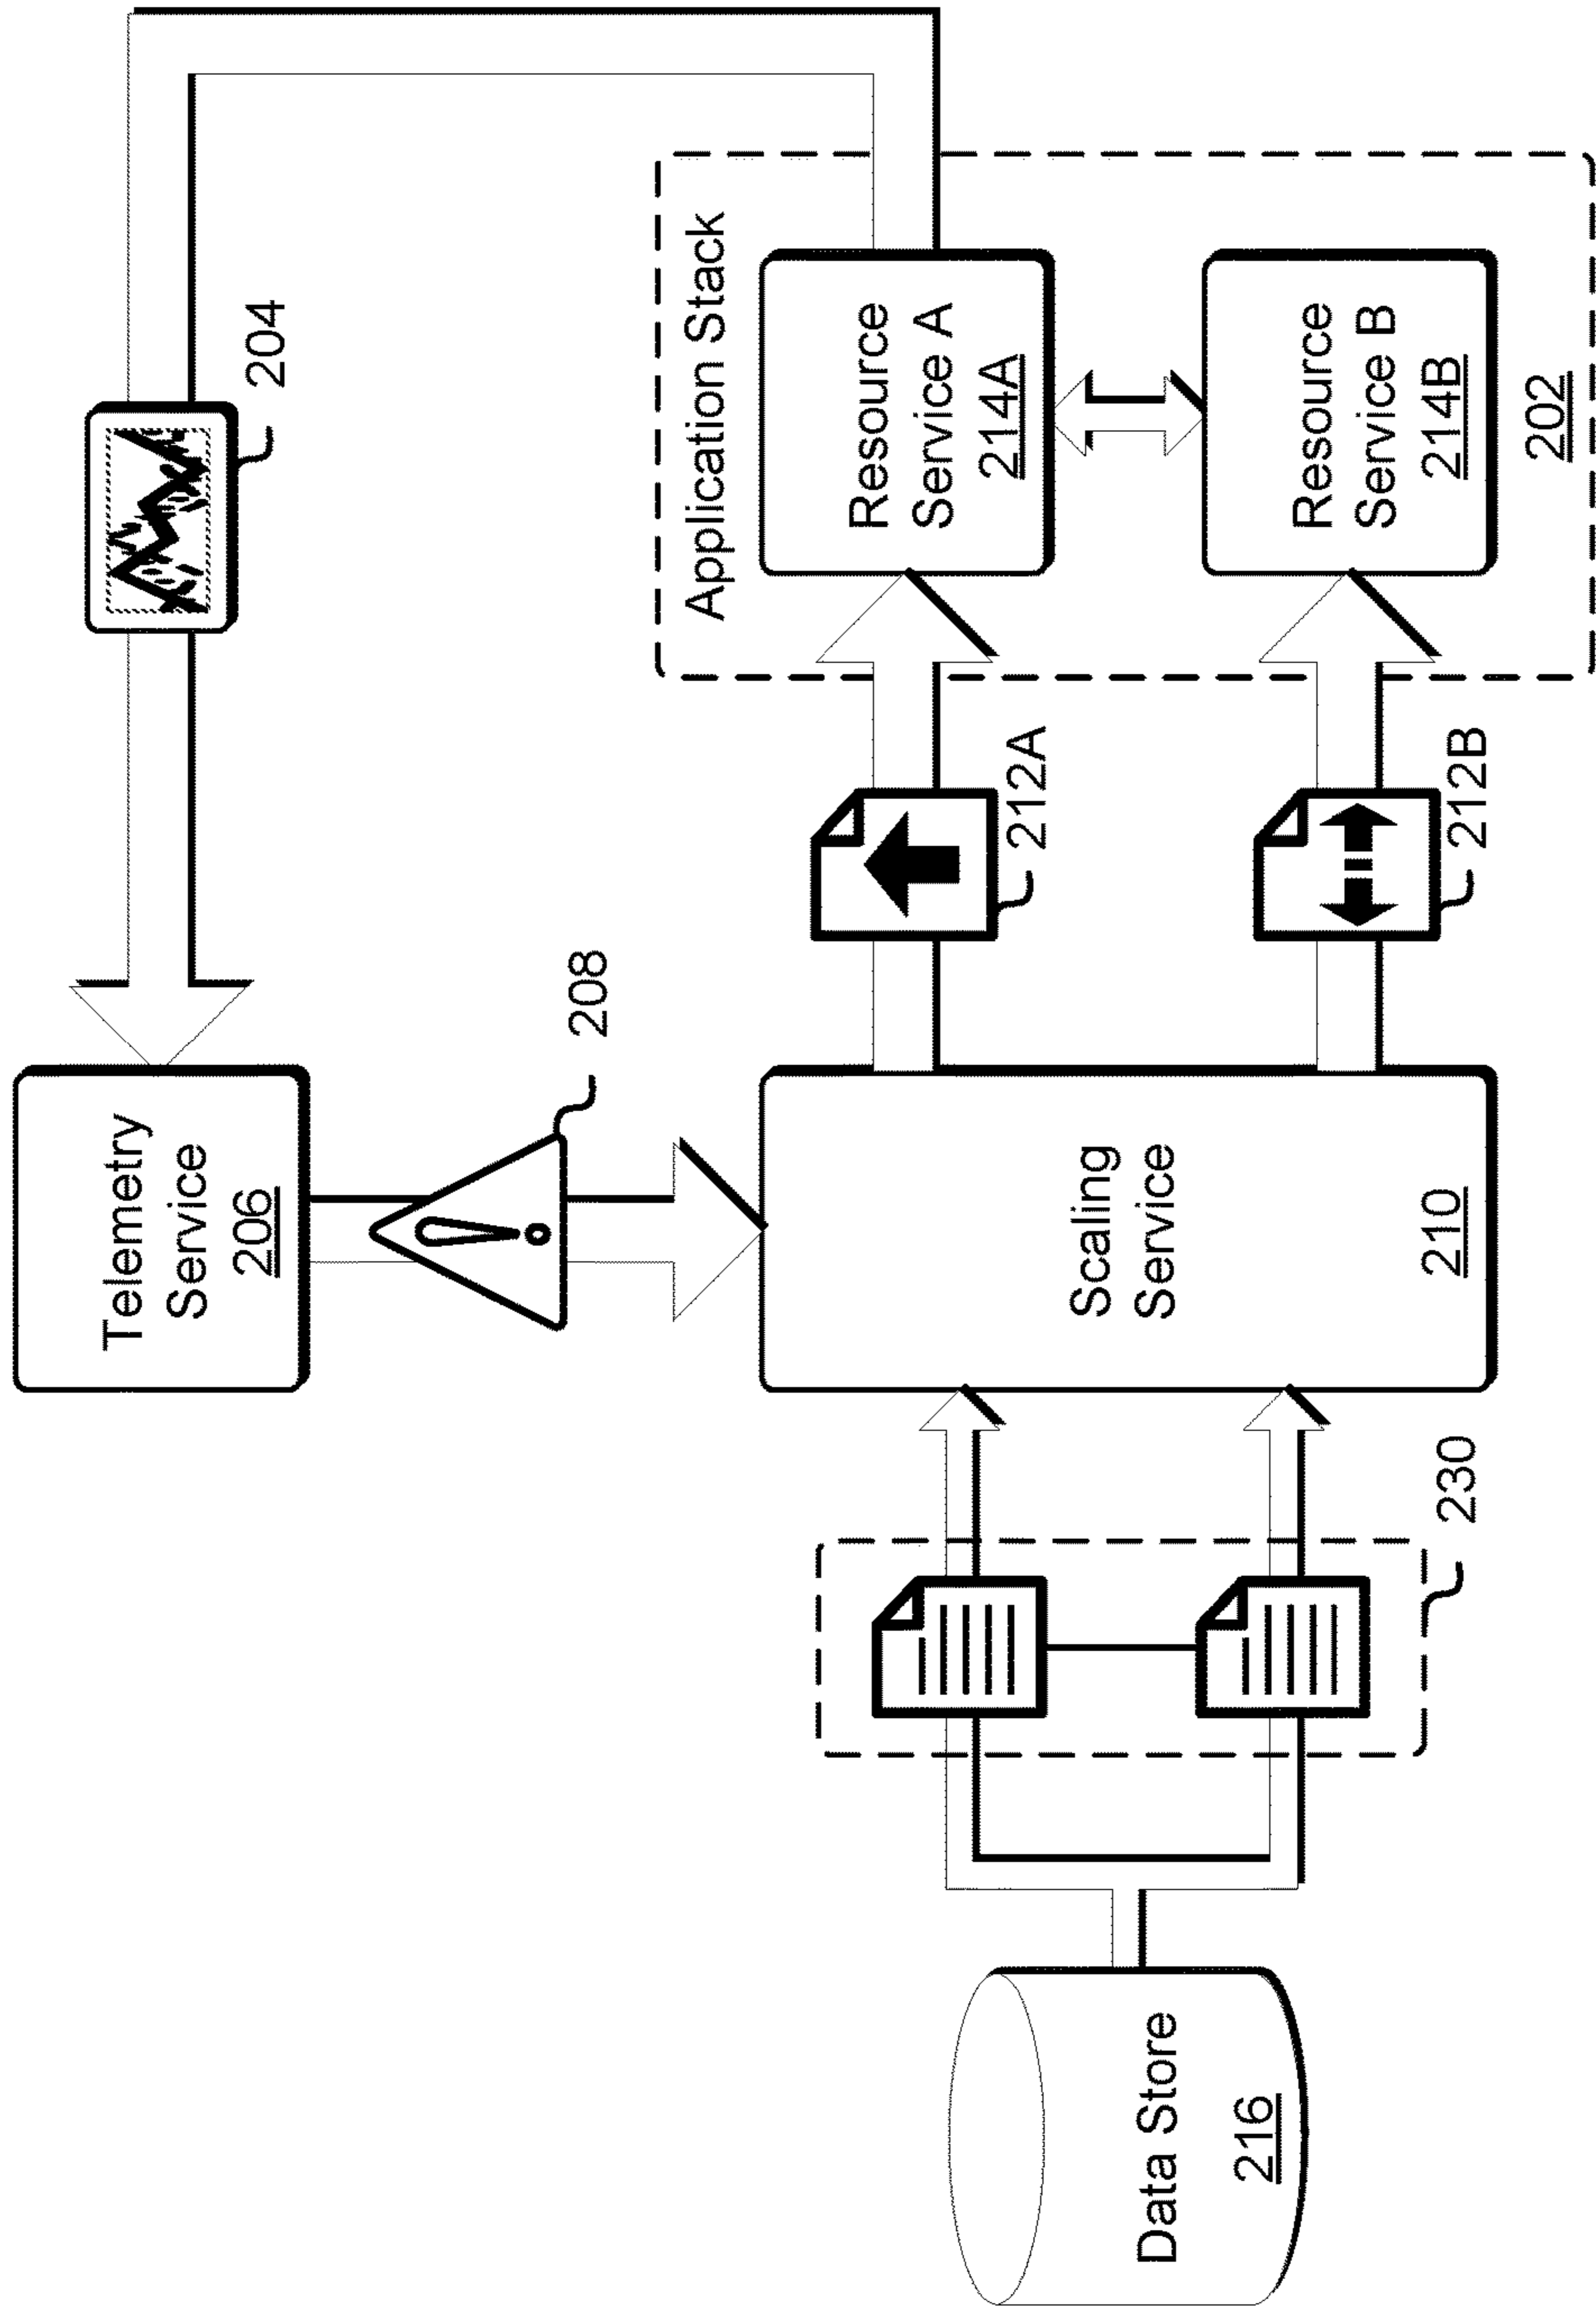 204
Telemetry
Service
206
208
Application Stack
Resource
Service A
214A
212A
Scaling
Service
210
Resource
Service B
214B
212B
202
230
Data Store
216